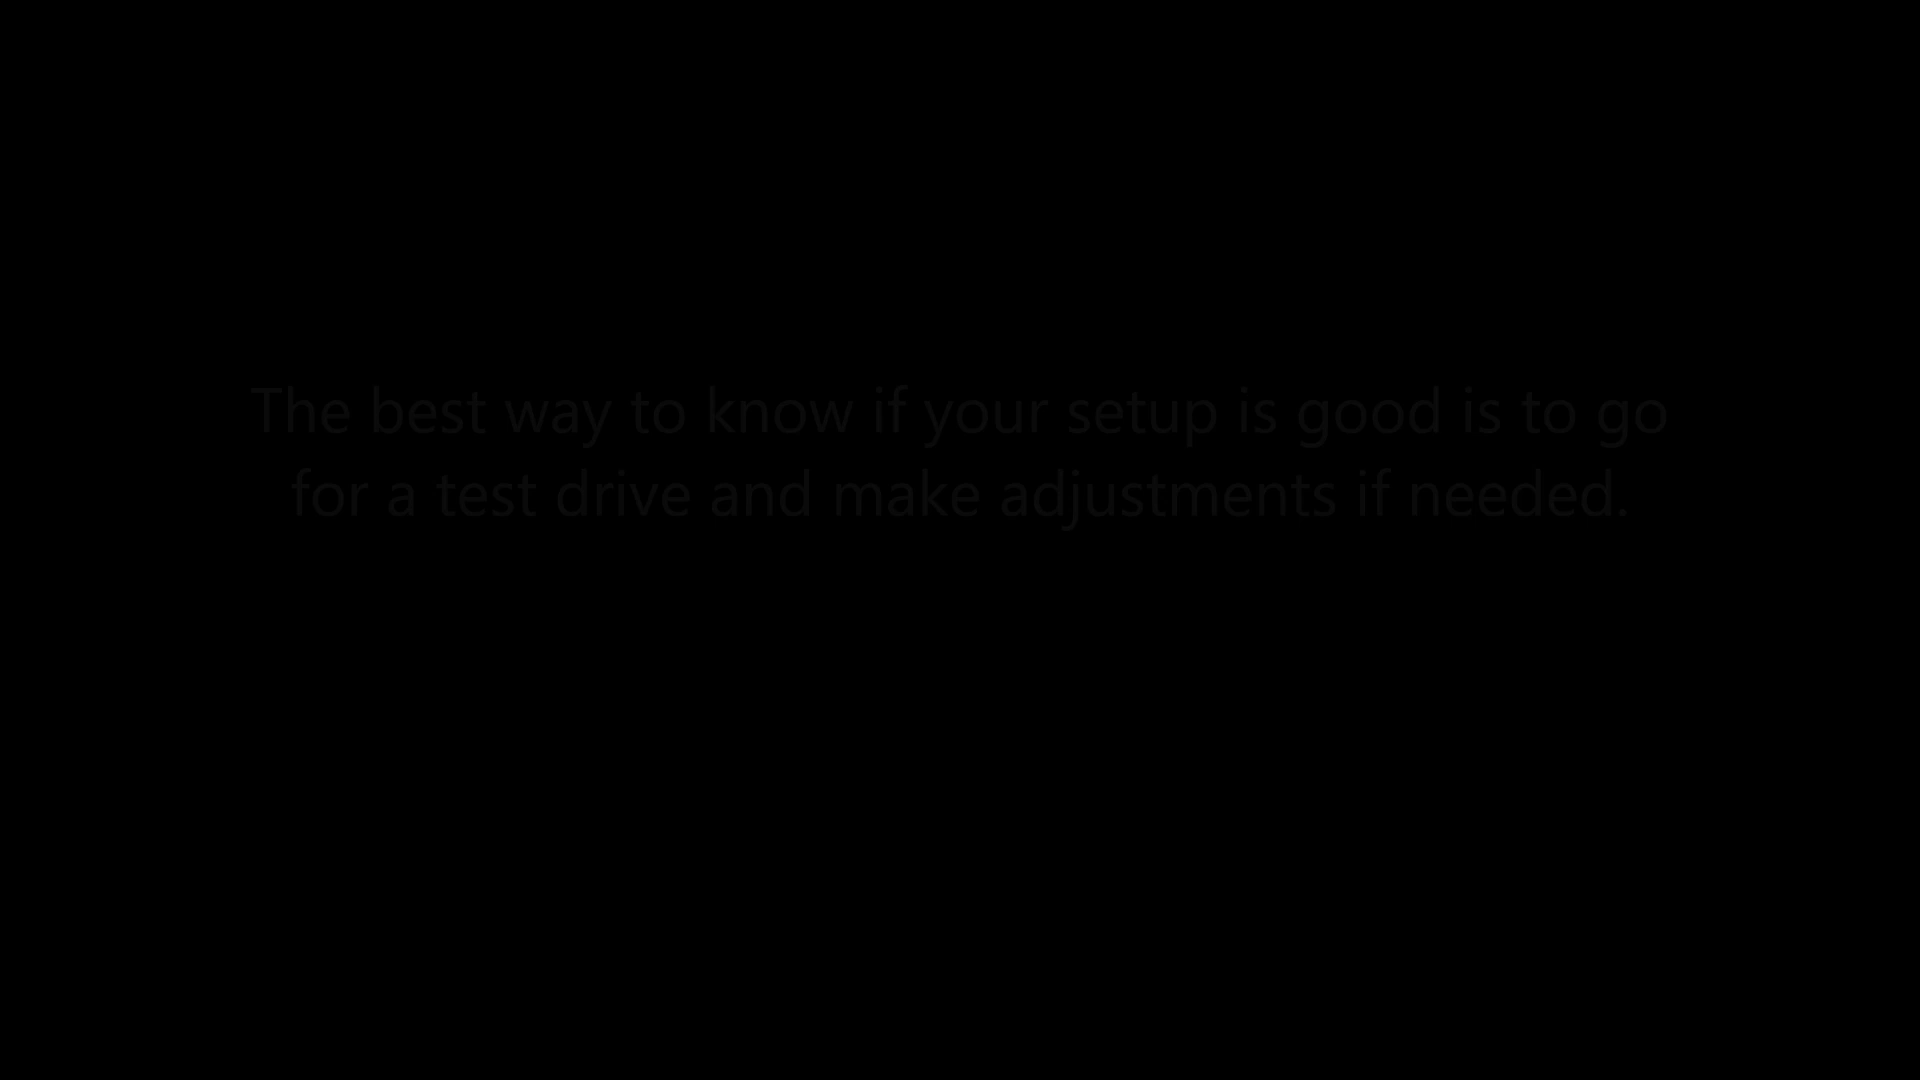 The best way to know if your setup is good is to go
for a test drive and make adjustments if needed.